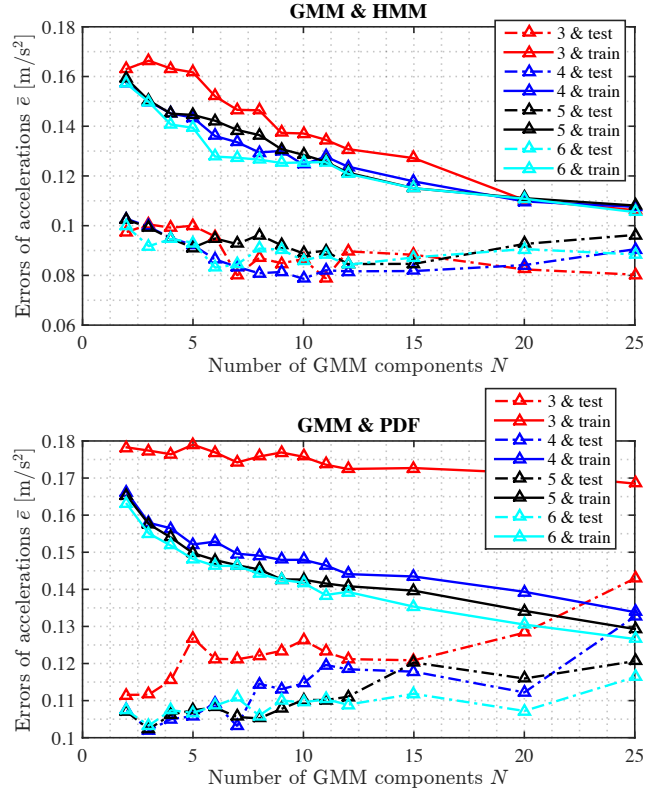 GMM & HMM
Errors of accelerations ē [m/s²]
0.18
0.16
0.14
0.12
0.1
0.08
0.06
3 & test
3 & train
4 & test
4 & train
5 & test
5 & train
6 & test
6 & train
0 5 10 15 20 25
Number of GMM components N
GMM & PDF
Errors of accelerations ē [m/s²]
0.18
0.17
0.16
0.15
0.14
0.13
0.12
0.11
0.1
3 & test
3 & train
4 & test
4 & train
5 & test
5 & train
6 & test
6 & train
0 5 10 15 20 25
Number of GMM components N